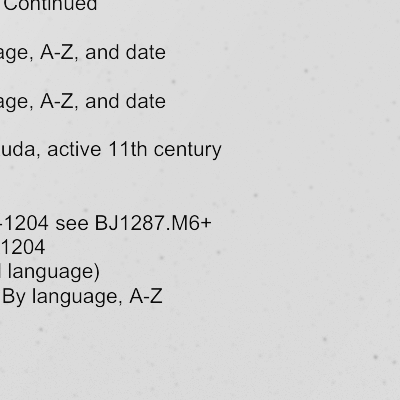 Continued
age, A-Z, and date
age, A-Z, and date
uda, active 11th century
-1204 see BJ1287.M6+
1204
language)
By language, A-Z